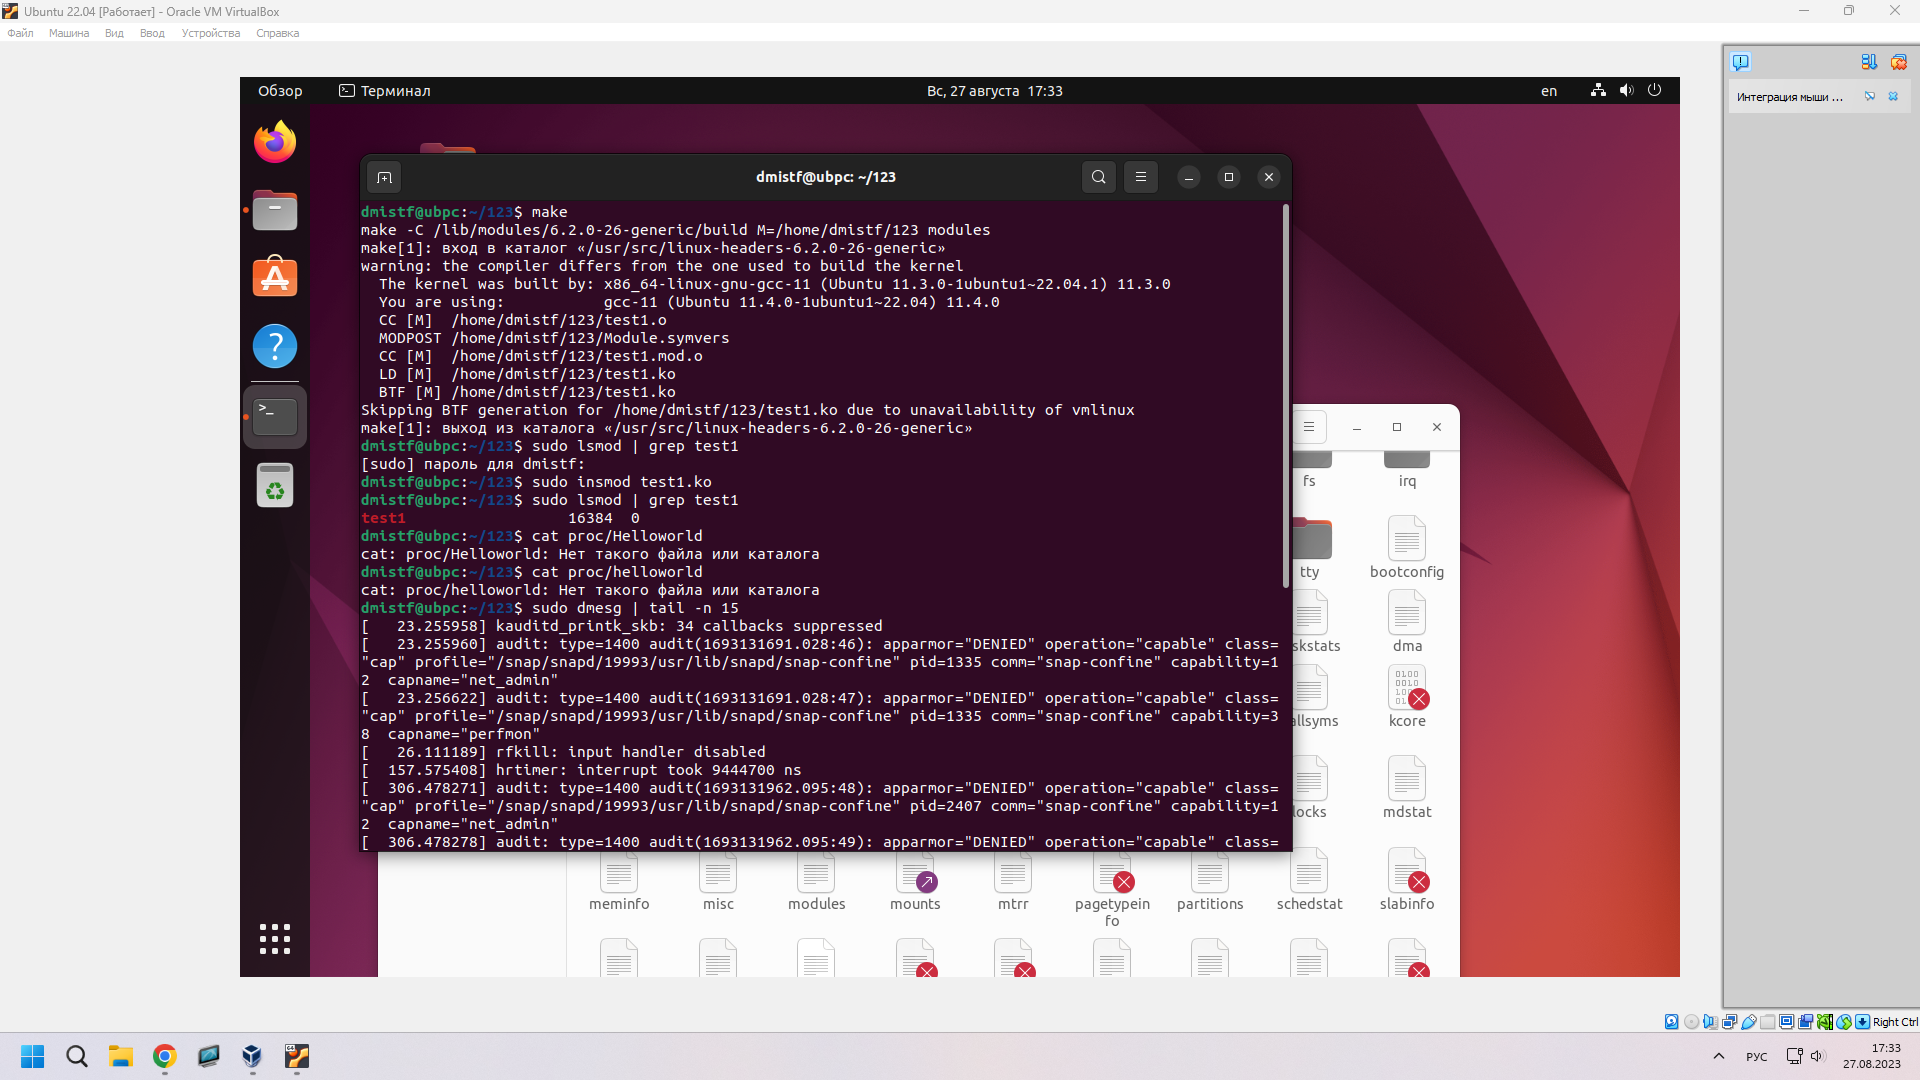 Ubuntu 22.04 [Работает] - Oracle VM VirtualBox
Файл Машина Вид Ввод Устройства Справка
Интеграция мыши ...
Обзор Терминал Вс, 27 августа 17:33 en
dmistf@ubpc: ~/123
dmistf@ubpc:~/123$ make
make -C /lib/modules/6.2.0-26-generic/build M=/home/dmistf/123 modules
make[1]: вход в каталог «/usr/src/linux-headers-6.2.0-26-generic»
warning: the compiler differs from the one used to build the kernel
The kernel was built by: x86_64-linux-gnu-gcc-11 (Ubuntu 11.3.0-1ubuntu1~22.04.1) 11.3.0
You are using: gcc-11 (Ubuntu 11.4.0-1ubuntu1~22.04) 11.4.0
CC [M] /home/dmistf/123/test1.o
MODPOST /home/dmistf/123/Module.symvers
CC [M] /home/dmistf/123/test1.mod.o
LD [M] /home/dmistf/123/test1.ko
BTF [M] /home/dmistf/123/test1.ko
Skipping BTF generation for /home/dmistf/123/test1.ko due to unavailability of vmlinux
make[1]: выход из каталога «/usr/src/linux-headers-6.2.0-26-generic»
dmistf@ubpc:~/123$ sudo lsmod | grep test1
[sudo] пароль для dmistf:
dmistf@ubpc:~/123$ sudo insmod test1.ko
dmistf@ubpc:~/123$ sudo lsmod | grep test1
test1 16384 0
dmistf@ubpc:~/123$ cat proc/Helloworld
cat: proc/Helloworld: Нет такого файла или каталога
dmistf@ubpc:~/123$ cat proc/helloworld
cat: proc/helloworld: Нет такого файла или каталога
dmistf@ubpc:~/123$ sudo dmesg | tail -n 15
[ 23.255958] kauditd_printk_skb: 34 callbacks suppressed
[ 23.255960] audit: type=1400 audit(1693131691.028:46): apparmor="DENIED" operation="capable" class=
"cap" profile="/snap/snapd/19993/usr/lib/snapd/snap-confine" pid=1335 comm="snap-confine" capability=1
2 capname="net_admin"
[ 23.256622] audit: type=1400 audit(1693131691.028:47): apparmor="DENIED" operation="capable" class=
"cap" profile="/snap/snapd/19993/usr/lib/snapd/snap-confine" pid=1335 comm="snap-confine" capability=3
8 capname="perfmon"
[ 26.111189] rfkill: input handler disabled
[ 157.575408] hrtimer: interrupt took 9444700 ns
[ 306.478271] audit: type=1400 audit(1693131962.095:48): apparmor="DENIED" operation="capable" class=
"cap" profile="/snap/snapd/19993/usr/lib/snapd/snap-confine" pid=2407 comm="snap-confine" capability=1
2 capname="net_admin"
[ 306.478278] audit: type=1400 audit(1693131962.095:49): apparmor="DENIED" operation="capable" class=
fs irq
tty bootconfig
skstats dma
allsyms kcore
locks mdstat
meminfo misc modules mounts mtrr pagetypein partitions schedstat slabinfo
fo
Right Ctrl
РУС
17:33
27.08.2023